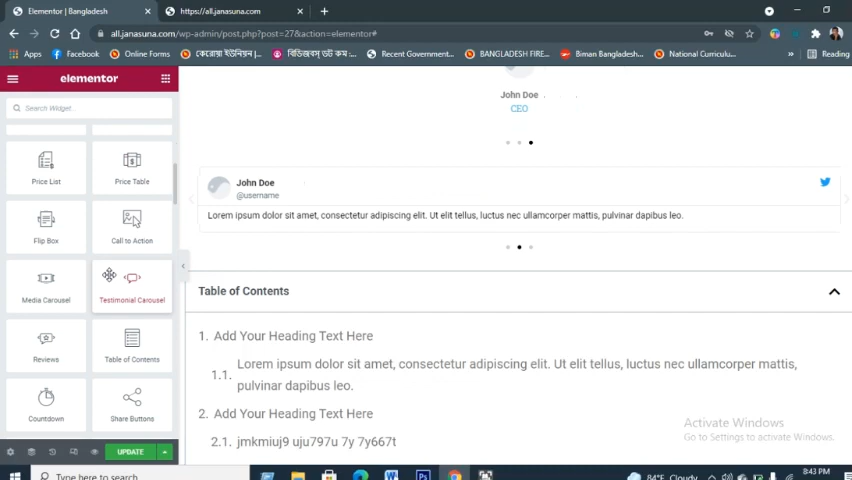 Elementor | Bangladesh
https://all.janasuna.com
all.janasuna.com/wp-admin/post.php?post=27&action=elementor#
Apps
Facebook
Online Forms
কেরোয়া ইউনিয়ন |...
বিডিজবস্ ডট কম :...
Recent Government...
BANGLADESH FIRE...
Biman Bangladesh...
National Curriculu...
»
Reading
elementor
Search Widget
Price List
Price Table
Flip Box
Call to Action
Media Carousel
Testimonial Carousel
Reviews
Table of Contents
Countdown
Share Buttons
UPDATE
John Doe
CEO
John Doe
@username
Lorem ipsum dolor sit amet, consectetur adipiscing elit. Ut elit tellus, luctus nec ullamcorper mattis, pulvinar dapibus leo.
Table of Contents
1. Add Your Heading Text Here
1.1. Lorem ipsum dolor sit amet, consectetur adipiscing elit. Ut elit tellus, luctus nec ullamcorper mattis,
pulvinar dapibus leo.
2. Add Your Heading Text Here
2.1. jmkmiuj9 uju797u 7y 7y667t
Activate Windows
Go to Settings to activate Windows.
Type here to search
84°F Cloudy
8:43 PM